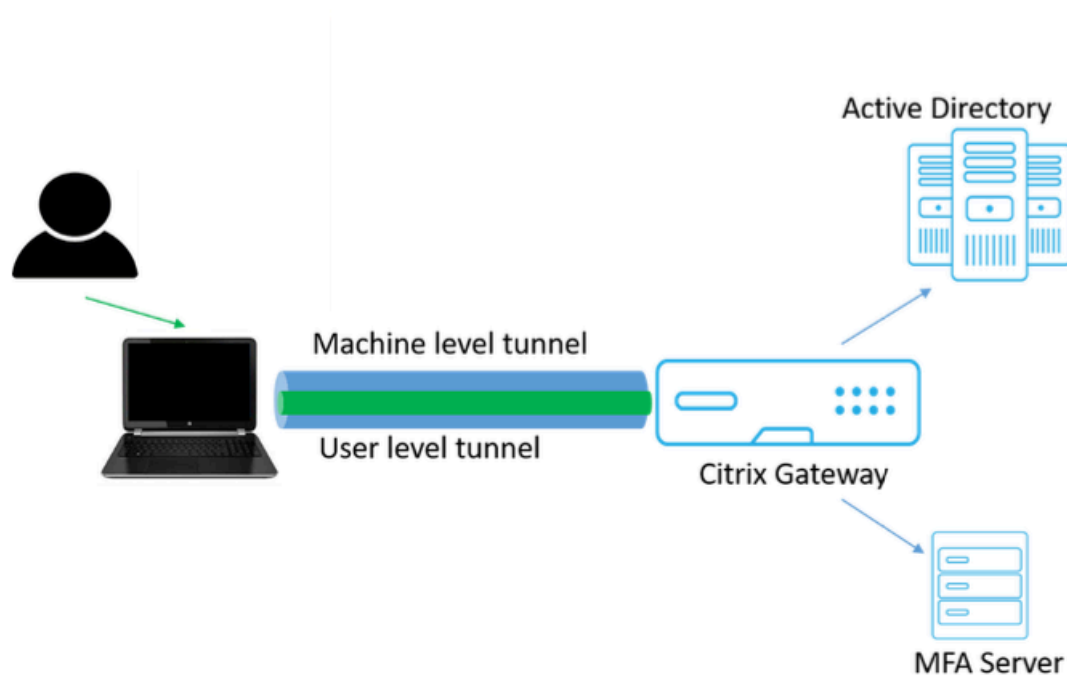 Active Directory
Machine level tunnel
User level tunnel
Citrix Gateway
MFA Server